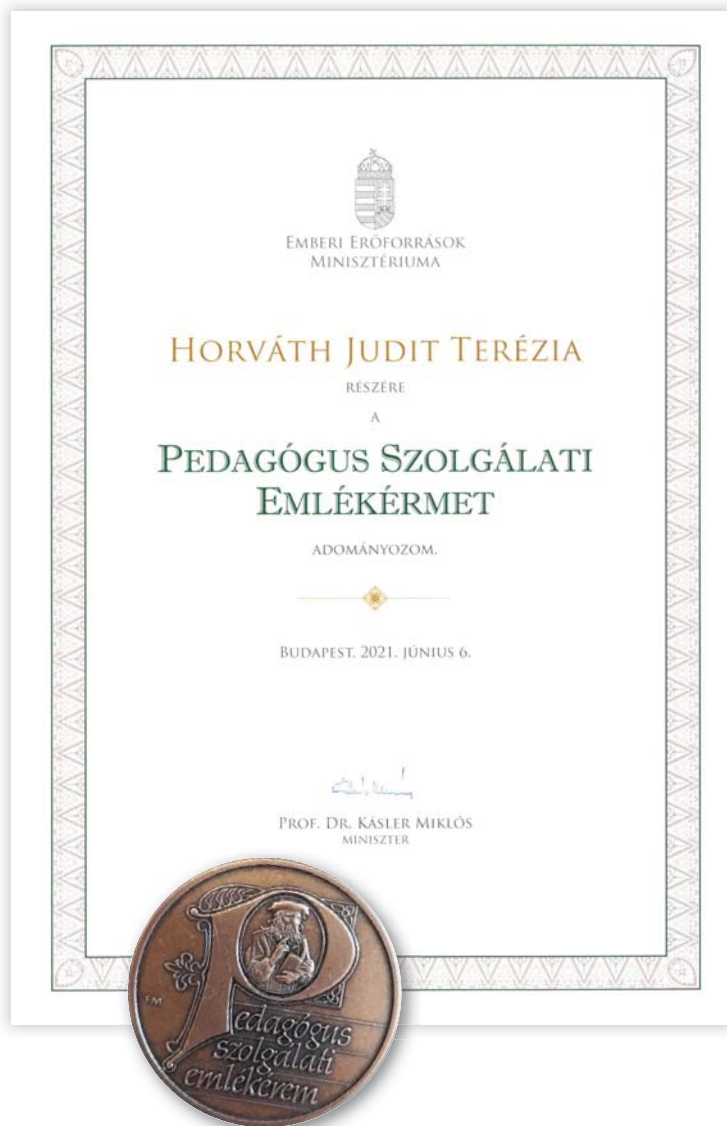 EMBERI ERŐFORRÁSOK
MINISZTÉRIUMA
HORVÁTH JUDIT TERÉZIA
RÉSZÉRE
A
PEDAGÓGUS SZOLGÁLATI
EMLÉKÉRMET
ADOMÁNYOZOM.
BUDAPEST, 2021. JÚNIUS 6.
PROF. DR. KÁSLER MIKLÓS
MINISZTER
FM
Pedagógus
szolgálati
emlékérem